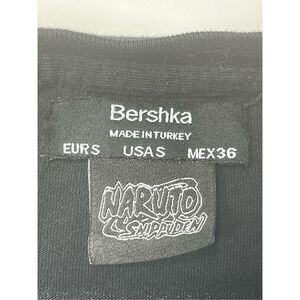 Bershka
MADE IN TURKEY
EUR S USA S MEX 36
NARUTO
SHIPPUDEN